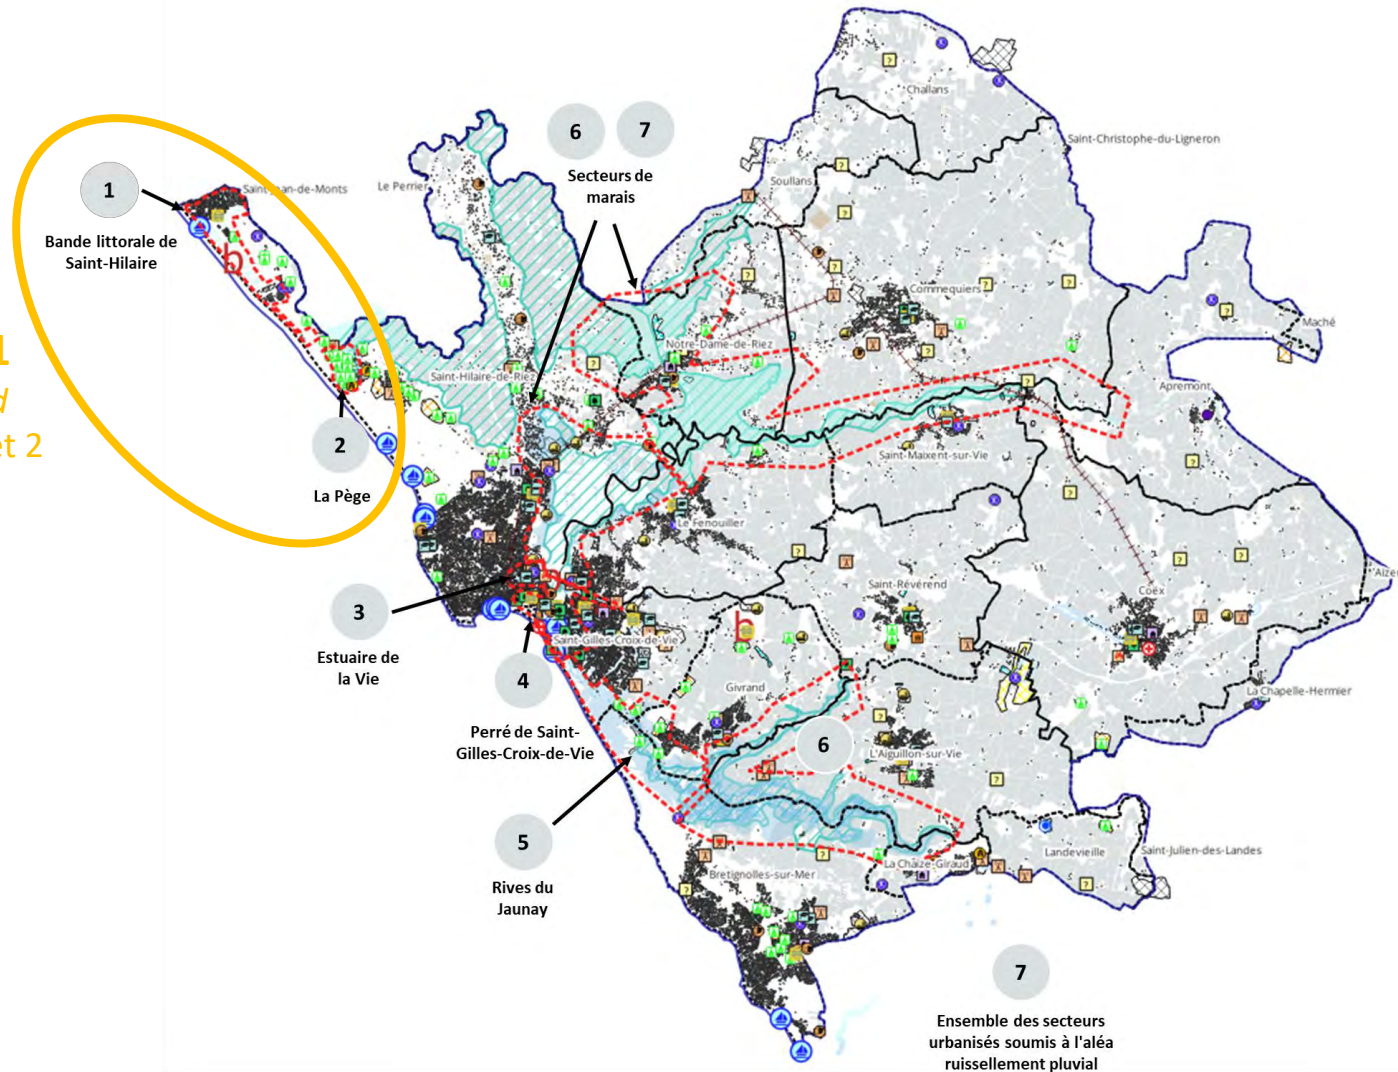 Challans
Saint-Christophe-du-Ligneron
6
7
Secteurs de
marais
Soullans
1
Saint-Jean-de-Monts
Le Perrier
Bande littorale de
Saint-Hilaire
b
Commequiers
Maché
1
Notre-Dame-de-Riez
Saint-Hilaire-de-Riez
Apremont
et 2
2
La Pège
Saint-Maixent-sur-Vie
Le Fenouiller
Saint-Révérend
Coëx
3
Estuaire de
la Vie
b
Saint-Gilles-Croix-de-Vie
4
Givrand
La Chapelle-Hermier
Perré de Saint-
Gilles-Croix-de-Vie
6
L'Aiguillon-sur-Vie
5
Rives du
Jaunay
Landevieille
Saint-Julien-des-Landes
La Chaize-Giraud
Bretignolles-sur-Mer
7
Ensemble des secteurs
urbanisés soumis à l'aléa
ruissellement pluvial